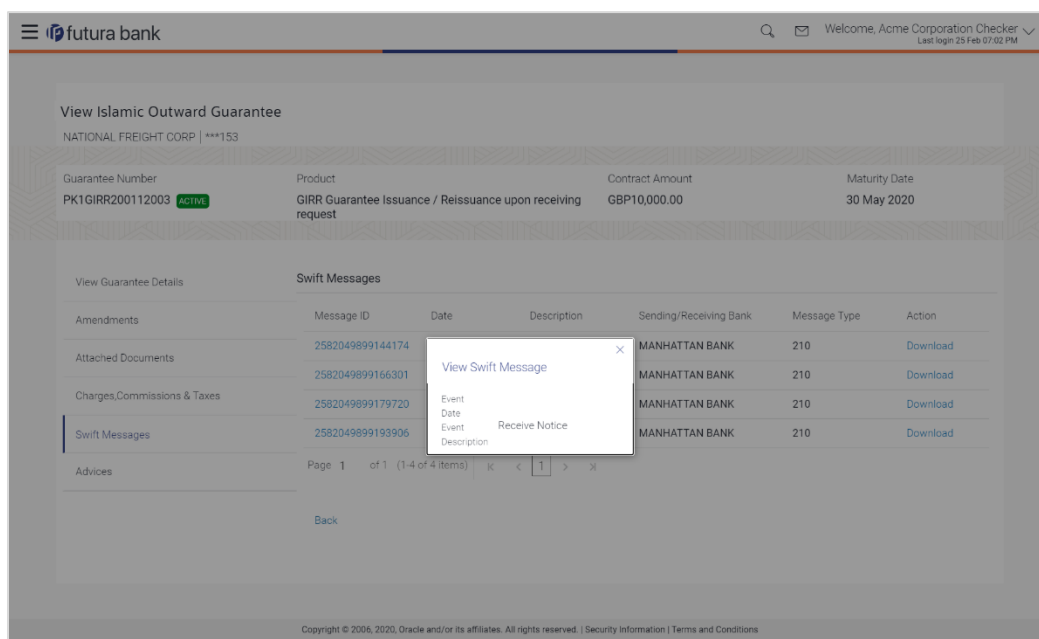 futura bank
Welcome, Acme Corporation Checker
Last login 25 Feb 07:02 PM
View Islamic Outward Guarantee
NATIONAL FREIGHT CORP | ***153
Guarantee Number Product Contract Amount Maturity Date
PK1GIRR200112003 ACTIVE GIRR Guarantee Issuance / Reissuance upon receiving request GBP10,000.00 30 May 2020
View Guarantee Details
Amendments
Attached Documents
Charges,Commissions & Taxes
Swift Messages
Advices
Swift Messages
Message ID Date Description Sending/Receiving Bank Message Type Action
2582049899144174 MANHATTAN BANK 210 Download
2582049899166301 MANHATTAN BANK 210 Download
2582049899179720 MANHATTAN BANK 210 Download
2582049899193906 MANHATTAN BANK 210 Download
View Swift Message
Event
Date
Event Receive Notice
Description
Page 1 of 1 (1-4 of 4 items) 1
Back
Copyright © 2006, 2020, Oracle and/or its affiliates. All rights reserved. | Security Information | Terms and Conditions